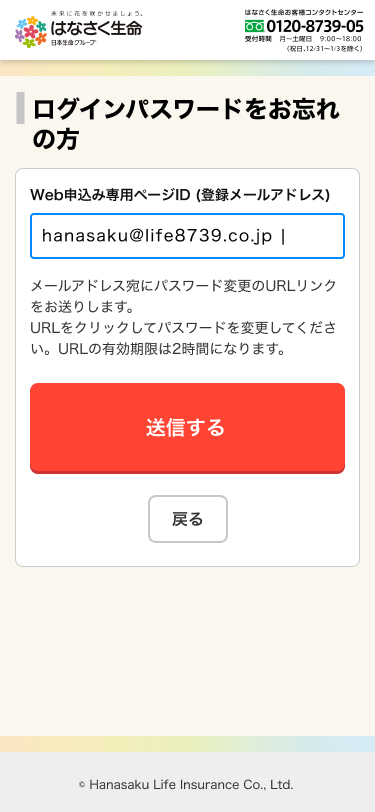 未来に花を咲かせましょう。
はなさく生命
日本生命グループ
はなさく生命お客様コンタクトセンター
0120-8739-05
受付時間 月〜土曜日 9:00〜18:00
（祝日、12/31〜1/3を除く）
ログインパスワードをお忘れ
の方
Web申込み専用ページID (登録メールアドレス)
hanasaku@life8739.co.jp |
メールアドレス宛にパスワード変更のURLリンク
をお送りします。
URLをクリックしてパスワードを変更してくださ
い。URLの有効期限は2時間になります。
送信する
戻る
© Hanasaku Life Insurance Co., Ltd.